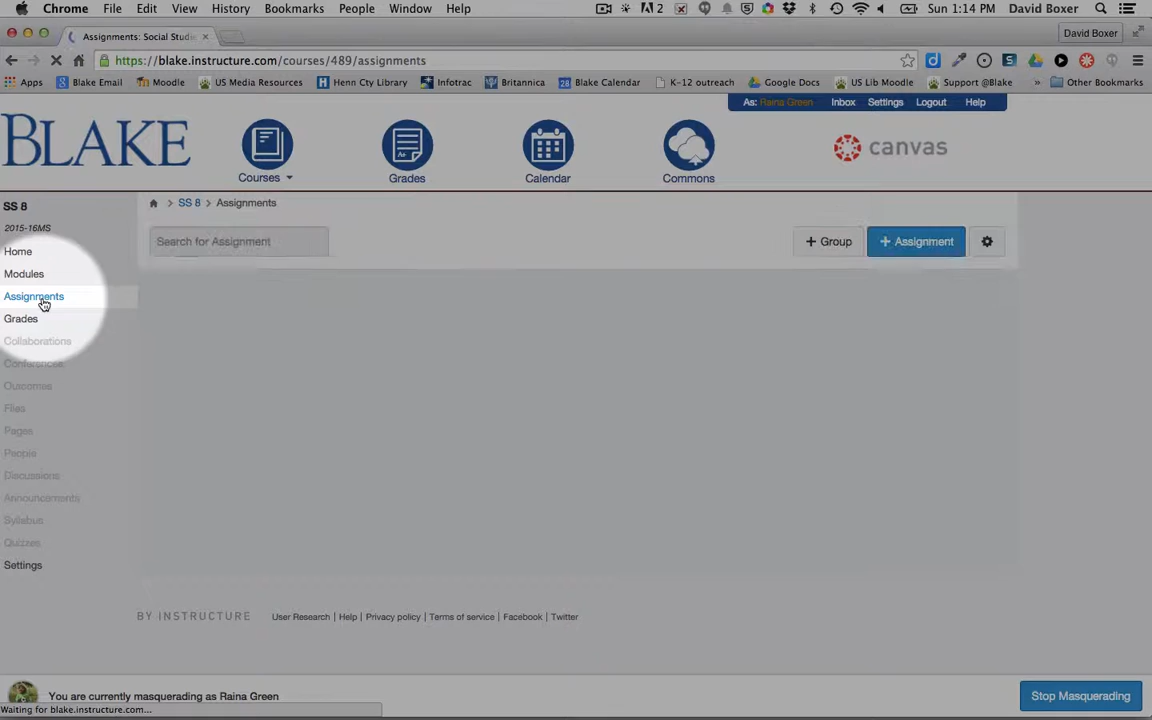 Chrome File Edit View History Bookmarks People Window Help 2 Sun 1:14 PM David Boxer
Assignments: Social Studi × David Boxer
https://blake.instructure.com/courses/489/assignments
Apps Blake Email Moodle US Media Resources Henn Cty Library Infotrac Britannica 28 Blake Calendar K-12 outreach Google Docs US Lib Moodle Support @Blake » Other Bookmarks
As: Raina Green Inbox Settings Logout Help
BLAKE Courses Grades Calendar Commons canvas
SS 8
2015-16MS
SS 8 > Assignments
Search for Assignment + Group + Assignment
Home
Modules
Assignments
Grades
Collaborations
Conferences
Outcomes
Files
Pages
People
Discussions
Announcements
Syllabus
Quizzes
Settings
BY INSTRUCTURE User Research | Help | Privacy policy | Terms of service | Facebook | Twitter
You are currently masquerading as Raina Green Stop Masquerading
Waiting for blake.instructure.com...